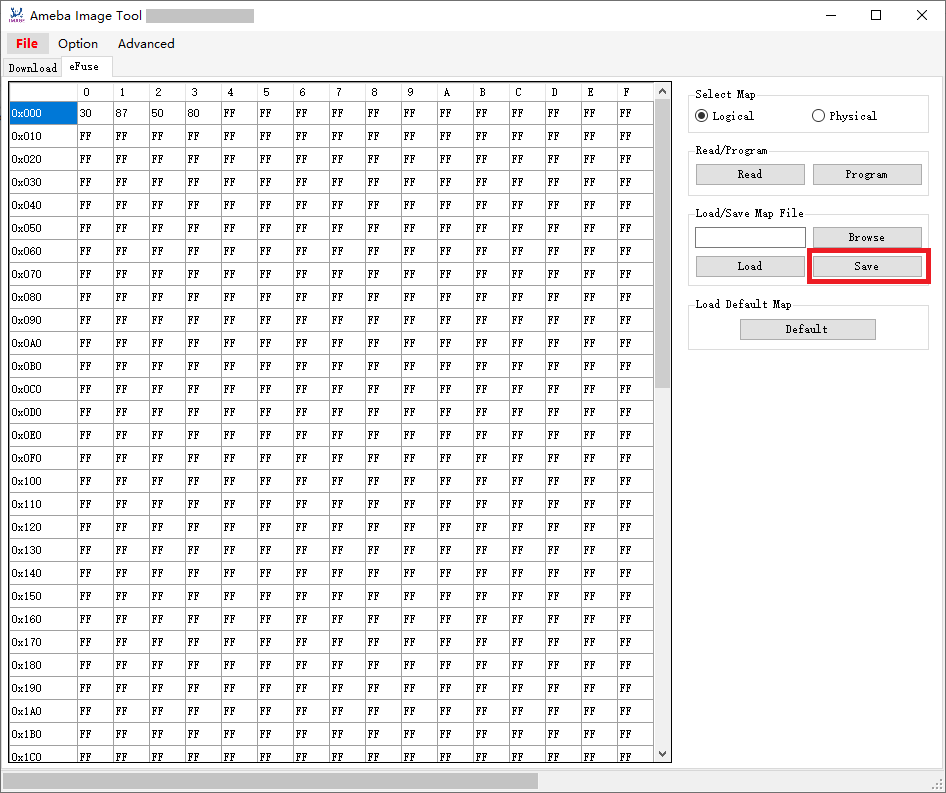 Ameba Image Tool
File Option Advanced
Download eFuse
0 1 2 3 4 5 6 7 8 9 A B C D E F
0x000 30 87 50 80 FF FF FF FF FF FF FF FF FF FF FF FF
0x010 FF FF FF FF FF FF FF FF FF FF FF FF FF FF FF FF
0x020 FF FF FF FF FF FF FF FF FF FF FF FF FF FF FF FF
0x030 FF FF FF FF FF FF FF FF FF FF FF FF FF FF FF FF
0x040 FF FF FF FF FF FF FF FF FF FF FF FF FF FF FF FF
0x050 FF FF FF FF FF FF FF FF FF FF FF FF FF FF FF FF
0x060 FF FF FF FF FF FF FF FF FF FF FF FF FF FF FF FF
0x070 FF FF FF FF FF FF FF FF FF FF FF FF FF FF FF FF
0x080 FF FF FF FF FF FF FF FF FF FF FF FF FF FF FF FF
0x090 FF FF FF FF FF FF FF FF FF FF FF FF FF FF FF FF
0x0A0 FF FF FF FF FF FF FF FF FF FF FF FF FF FF FF FF
0x0B0 FF FF FF FF FF FF FF FF FF FF FF FF FF FF FF FF
0x0C0 FF FF FF FF FF FF FF FF FF FF FF FF FF FF FF FF
0x0D0 FF FF FF FF FF FF FF FF FF FF FF FF FF FF FF FF
0x0E0 FF FF FF FF FF FF FF FF FF FF FF FF FF FF FF FF
0x0F0 FF FF FF FF FF FF FF FF FF FF FF FF FF FF FF FF
0x100 FF FF FF FF FF FF FF FF FF FF FF FF FF FF FF FF
0x110 FF FF FF FF FF FF FF FF FF FF FF FF FF FF FF FF
0x120 FF FF FF FF FF FF FF FF FF FF FF FF FF FF FF FF
0x130 FF FF FF FF FF FF FF FF FF FF FF FF FF FF FF FF
0x140 FF FF FF FF FF FF FF FF FF FF FF FF FF FF FF FF
0x150 FF FF FF FF FF FF FF FF FF FF FF FF FF FF FF FF
0x160 FF FF FF FF FF FF FF FF FF FF FF FF FF FF FF FF
0x170 FF FF FF FF FF FF FF FF FF FF FF FF FF FF FF FF
0x180 FF FF FF FF FF FF FF FF FF FF FF FF FF FF FF FF
0x190 FF FF FF FF FF FF FF FF FF FF FF FF FF FF FF FF
0x1A0 FF FF FF FF FF FF FF FF FF FF FF FF FF FF FF FF
0x1B0 FF FF FF FF FF FF FF FF FF FF FF FF FF FF FF FF
0x1C0 FF FF FF FF FF FF FF FF FF FF FF FF FF FF FF FF
Select Map
Logical Physical
Read/Program
Read Program
Load/Save Map File
Browse
Load Save
Load Default Map
Default